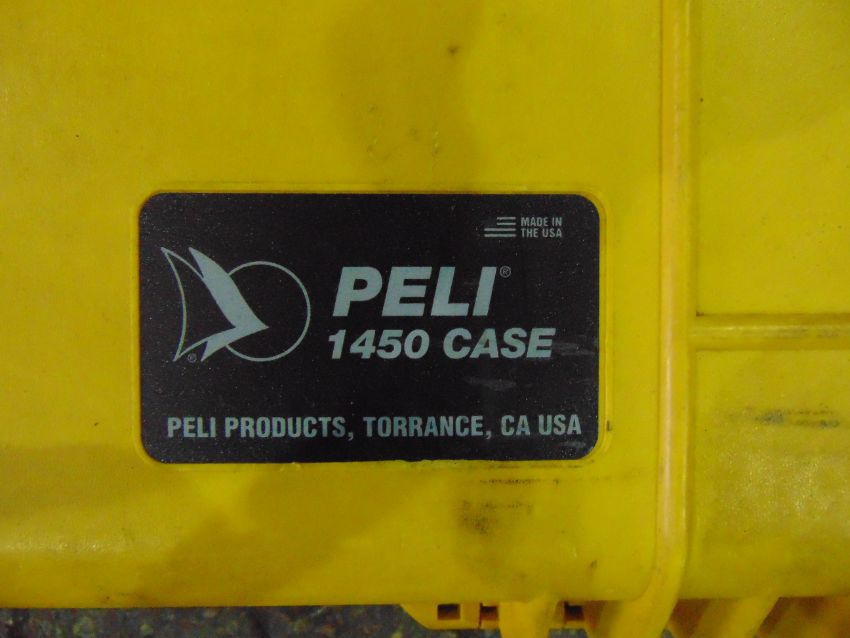 MADE IN
THE USA
PELI®
®
1450 CASE
PELI PRODUCTS, TORRANCE, CA USA